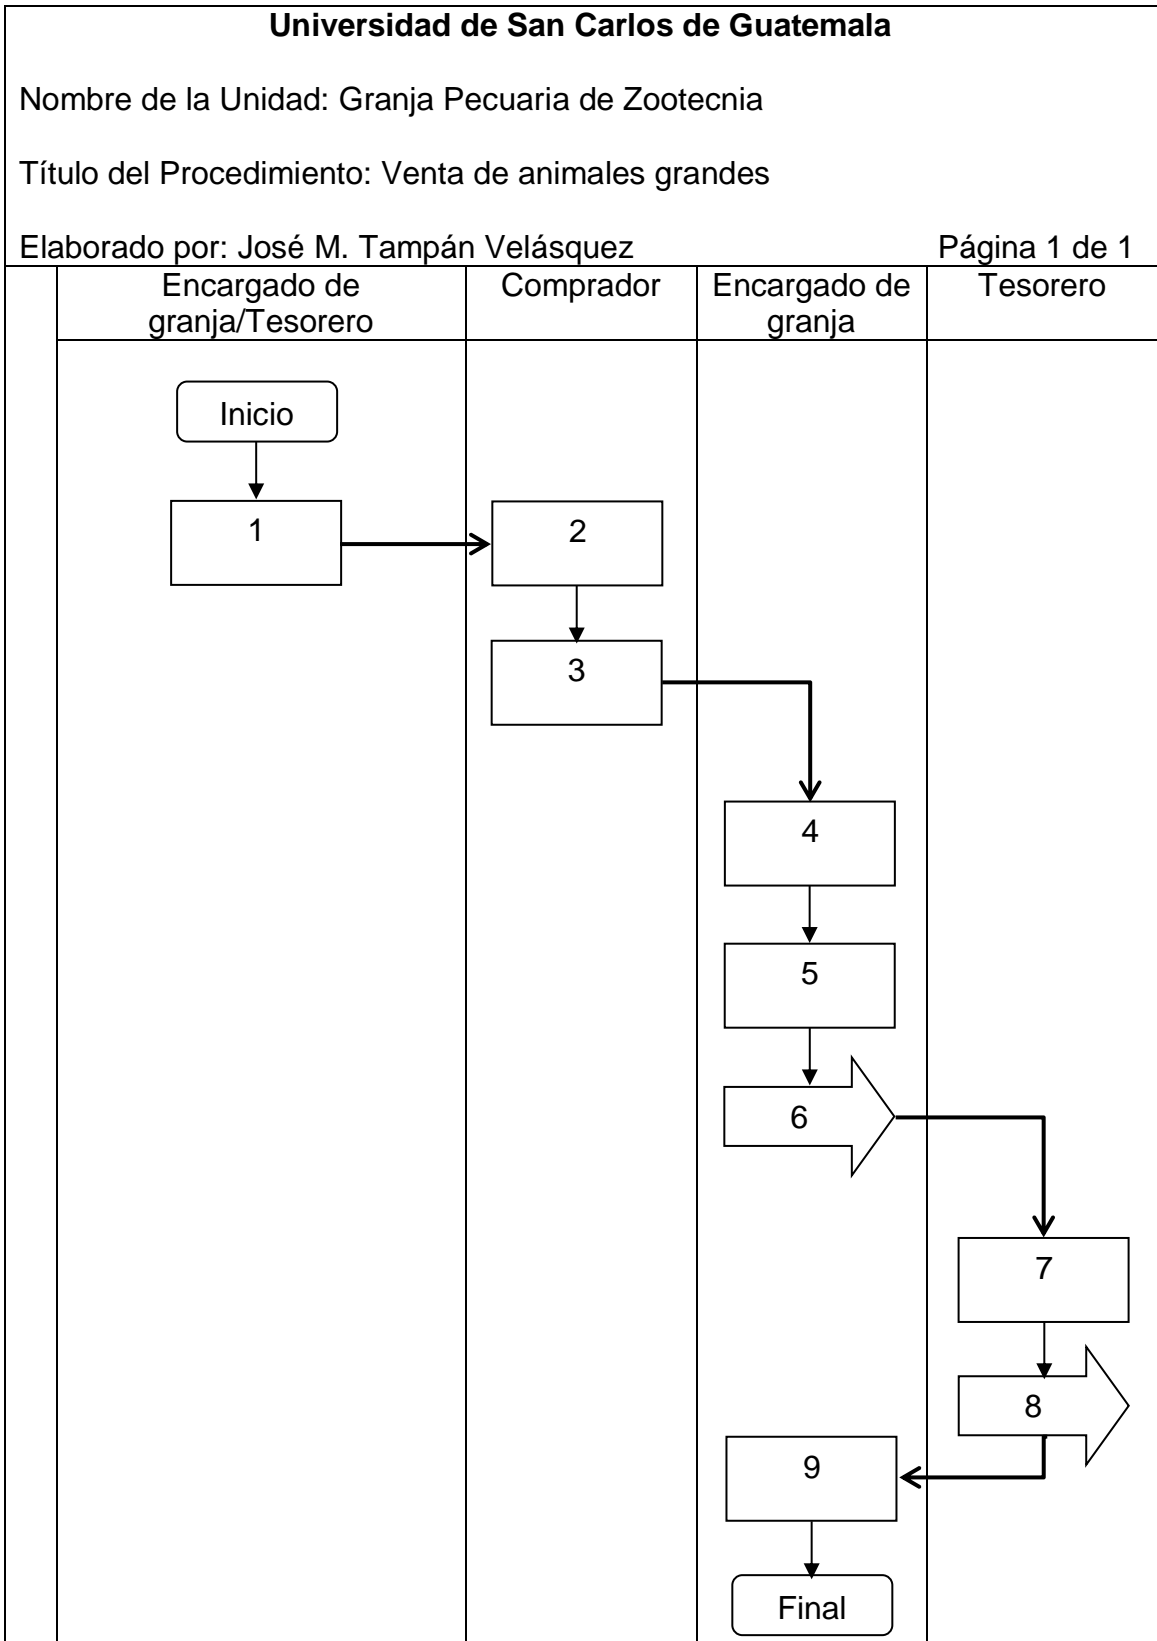 Universidad de San Carlos de Guatemala
Nombre de la Unidad: Granja Pecuaria de Zootecnia
Título del Procedimiento: Venta de animales grandes
Elaborado por: José M. Tampán Velásquez Página 1 de 1
Encargado de
granja/Tesorero
Comprador
Encargado de
granja
Tesorero
Inicio
1
2
3
4
5
6
7
8
9
Final